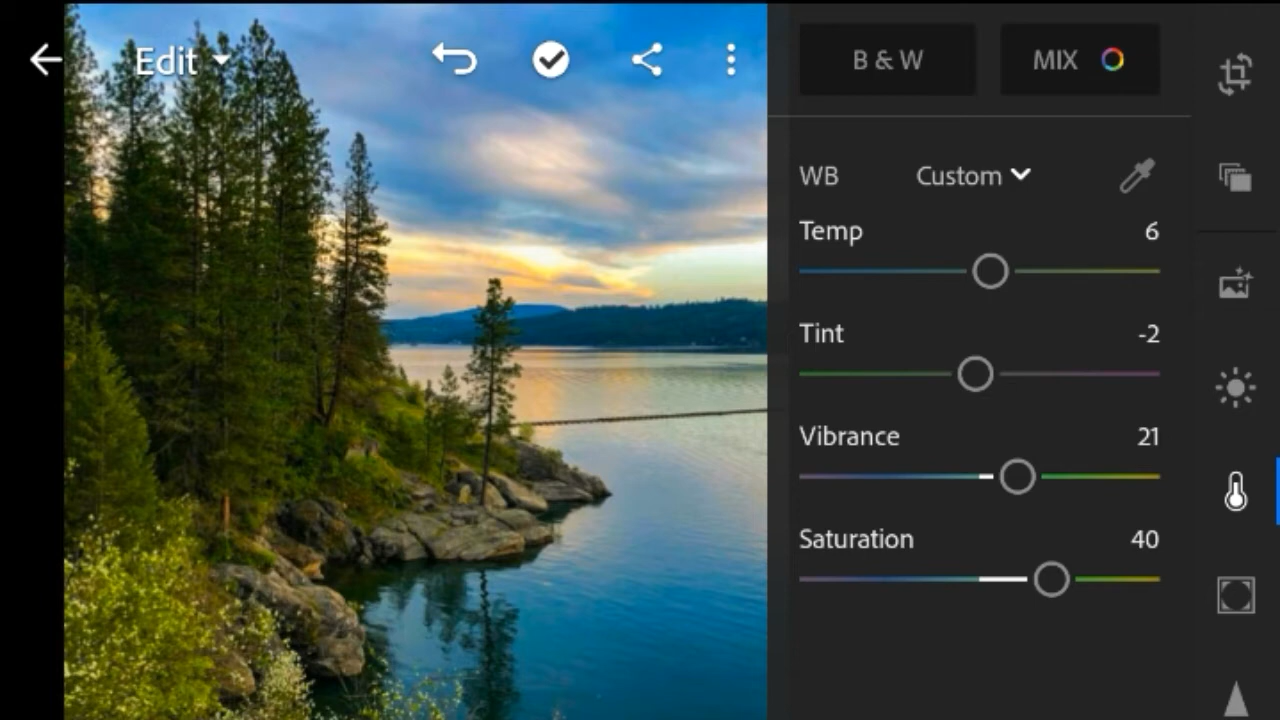 Edit
B & W
MIX
WB
Custom
Temp
6
Tint
-2
Vibrance
21
Saturation
40